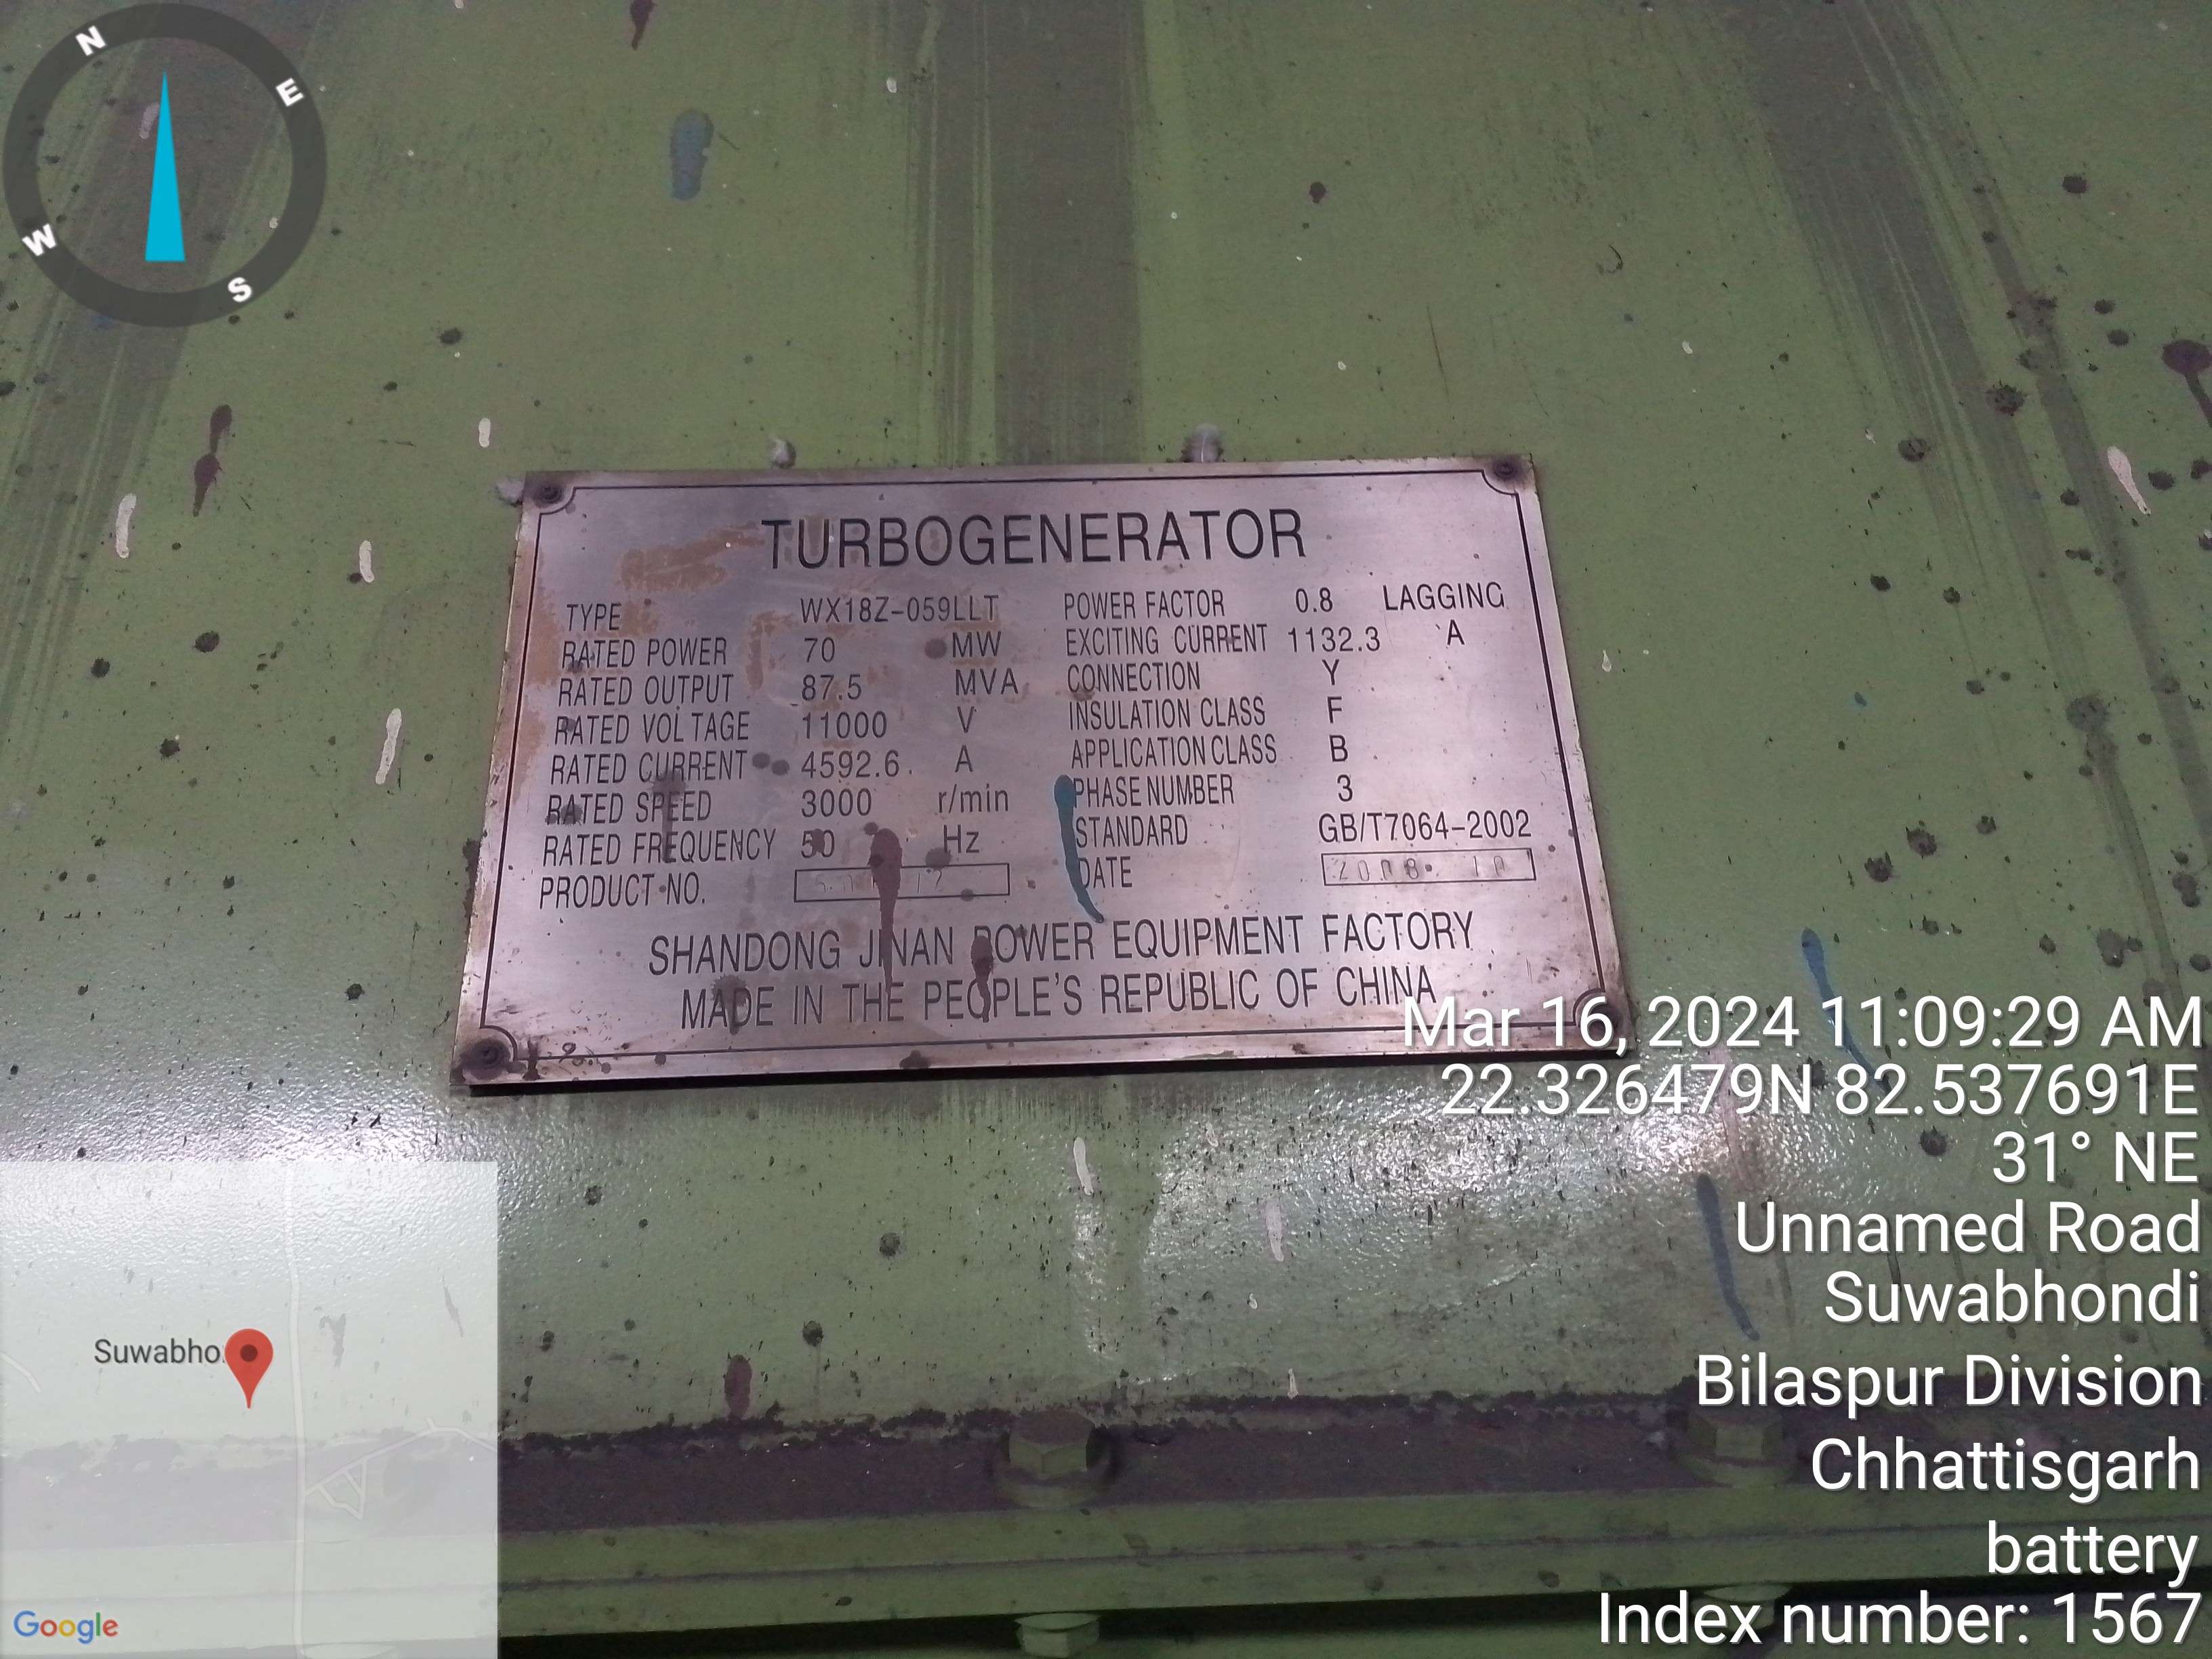 N
E
W
S
TURBOGENERATOR
TYPE WX18Z-059LLT POWER FACTOR 0.8 LAGGING
RATED POWER 70 MW EXCITING CURRENT 1132.3 A
RATED OUTPUT 87.5 MVA CONNECTION Y
RATED VOLTAGE 11000 V INSULATION CLASS F
RATED CURRENT 4592.6 A APPLICATION CLASS B
RATED SPEED 3000 r/min PHASE NUMBER 3
RATED FREQUENCY 50 Hz STANDARD GB/T7064-2002
PRODUCT NO. DATE 2008. 10
SHANDONG JINAN POWER EQUIPMENT FACTORY
MADE IN THE PEOPLE'S REPUBLIC OF CHINA
Mar 16, 2024 11:09:29 AM
22.326479N 82.537691E
31° NE
Unnamed Road
Suwabhondi
Bilaspur Division
Chhattisgarh
battery
Index number: 1567
Suwabho
Google